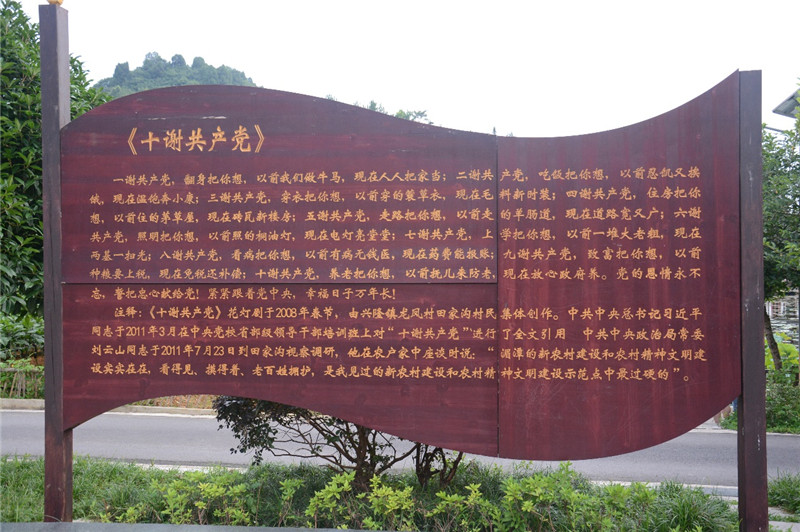 《十谢共产党》
一谢共产党，翻身把你想，以前我们做牛马，现在人人把家当；二谢共产党，吃饭把你想，以前忍饥又挨
饿，现在温饱奔小康；三谢共产党，穿衣把你想，以前穿的蓑草衣，现在毛料新时装；四谢共产党，住房把你
想，以前住的茅草屋，现在砖瓦新楼房；五谢共产党，走路把你想，以前走的羊肠道，现在道路宽又广；六谢
共产党，照明把你想，以前照的桐油灯，现在电灯亮堂堂；七谢共产党，上学把你想，以前一堆大老粗，现在
两基一扫光；八谢共产党，看病把你想，以前有病无钱医，现在药费能报账；九谢共产党，致富把你想，以前
种粮要上税，现在免税还补偿；十谢共产党，养老把你想，以前抚儿来防老，现在放心政府养。党的恩情永不
忘，誓把忠心献给党！紧紧跟着党中央，幸福日子万年长！
注释：《十谢共产党》花灯剧于2008年春节，由兴隆镇龙凤村田家沟村民集体创作。中共中央总书记习近平
同志于2011年3月在中央党校省部级领导干部培训班上对“十谢共产党”进行了全文引用 中共中央政治局常委
刘云山同志于2011年7月23日到田家沟视察调研，他在农户家中座谈时说：“湄潭的新农村建设和农村精神文明建
设实实在在，看得见、摸得着、老百姓拥护，是我见过的新农村建设和农村精神文明建设示范点中最过硬的”。